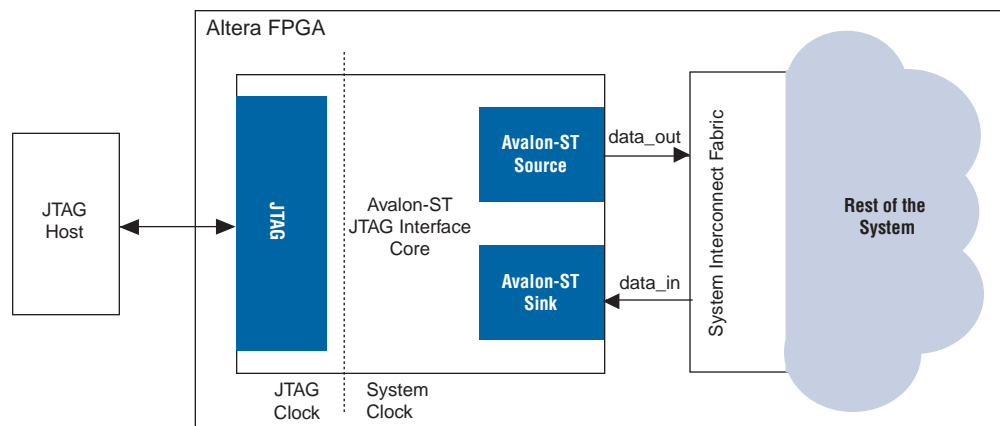 Altera FPGA
JTAG
Host
JTAG
Avalon-ST
JTAG Interface
Core
Avalon-ST
Source
Avalon-ST
Sink
data_out
data_in
System Interconnect Fabric
Rest of the
System
JTAG
Clock
System
Clock